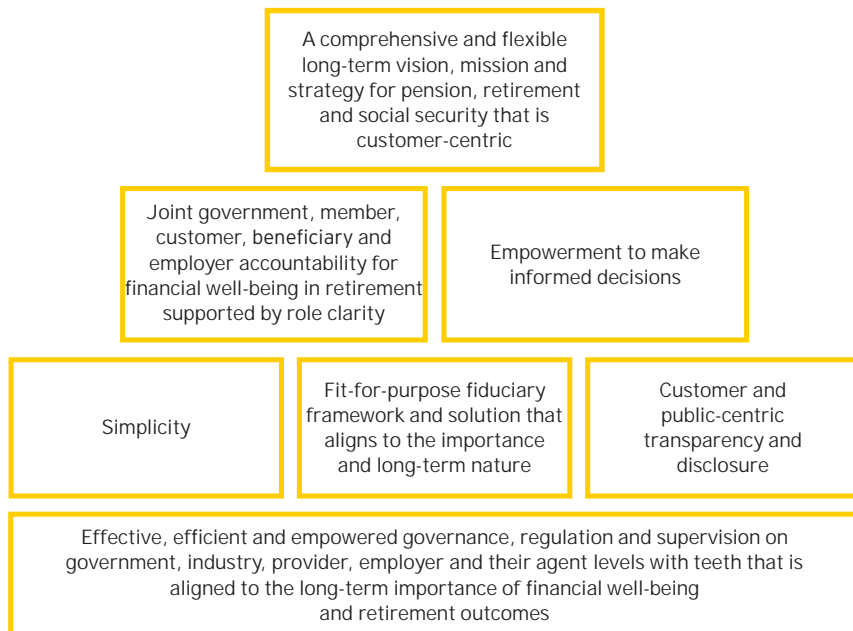 A comprehensive and flexible
long-term vision, mission and
strategy for pension, retirement
and social security that is
customer-centric
Joint government, member,
customer, beneficiary and
employer accountability for
financial well-being in retirement
supported by role clarity
Empowerment to make
informed decisions
Simplicity
Fit-for-purpose fiduciary
framework and solution that
aligns to the importance
and long-term nature
Customer and
public-centric
transparency and
disclosure
Effective, efficient and empowered governance, regulation and supervision on
government, industry, provider, employer and their agent levels with teeth that is
aligned to the long-term importance of financial well-being
and retirement outcomes